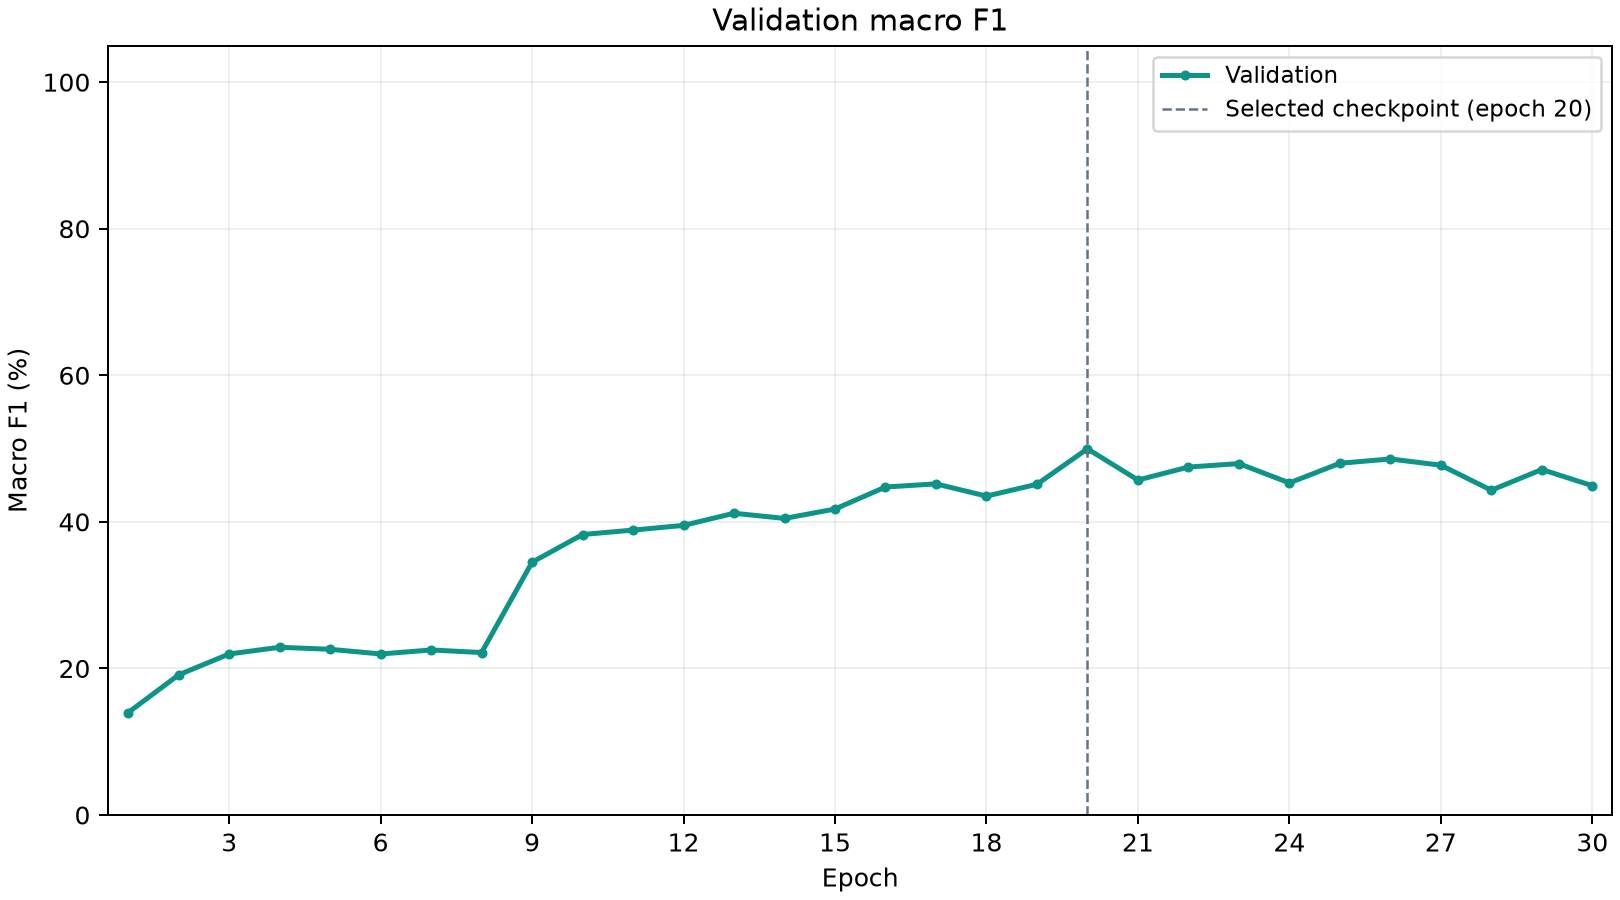 Validation macro F1
Validation
Selected checkpoint (epoch 20)
Macro F1 (%)
100
80
60
40
20
0
3 6 9 12 15 18 21 24 27 30
Epoch